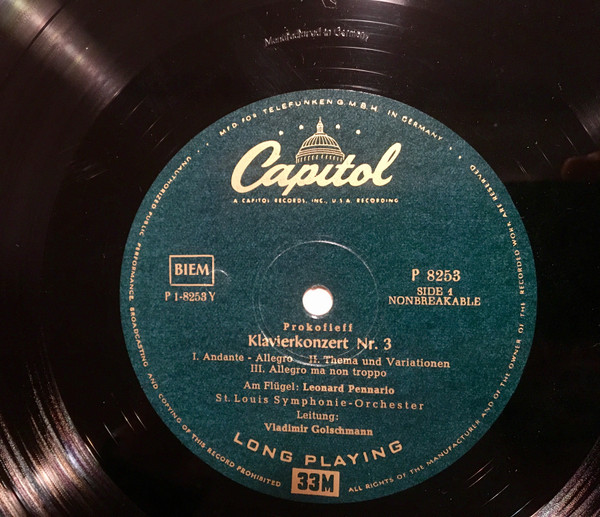 Manufactured in Germany
MFD. FOR TELEFUNKEN G.M.B.H. IN GERMANY
Capitol
A CAPITOL RECORDS, INC., U.S.A. RECORDING
BIEM
P 1-8253 Y
P 8253
SIDE 1
NONBREAKABLE
Prokofieff
Klavierkonzert Nr. 3
I. Andante - Allegro II. Thema und Variationen
III. Allegro ma non troppo
Am Flügel: Leonard Pennario
St. Louis Symphonie-Orchester
Leitung:
Vladimir Golschmann
LONG PLAYING
33M
UNAUTHORIZED PUBLIC PERFORMANCE, BROADCASTING AND COPYING OF THIS RECORD PROHIBITED
ALL RIGHTS OF THE MANUFACTURER AND OF THE OWNER OF THE RECORDED WORK ARE RESERVED